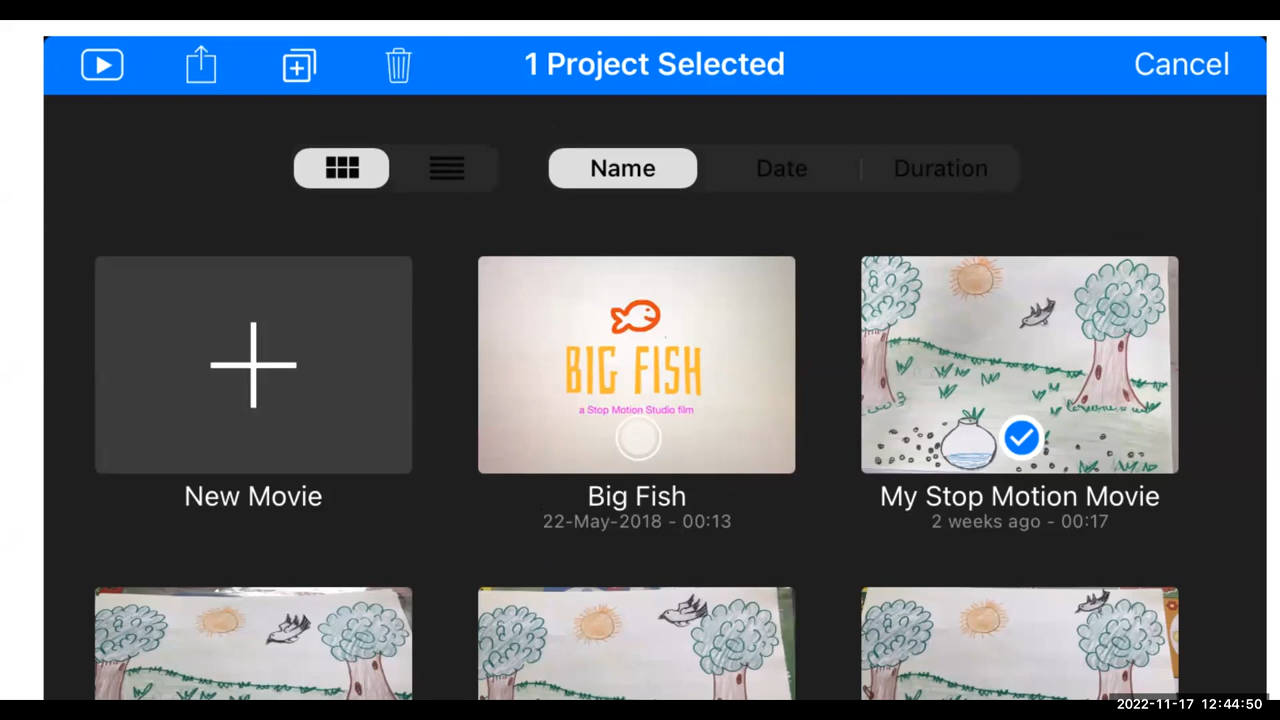 1 Project Selected
Cancel
Name
Date
Duration
BIG FISH
a Stop Motion Studio film
New Movie
Big Fish
My Stop Motion Movie
22-May-2018 - 00:13
2 weeks ago - 00:17
2022-11-17 12:44:50